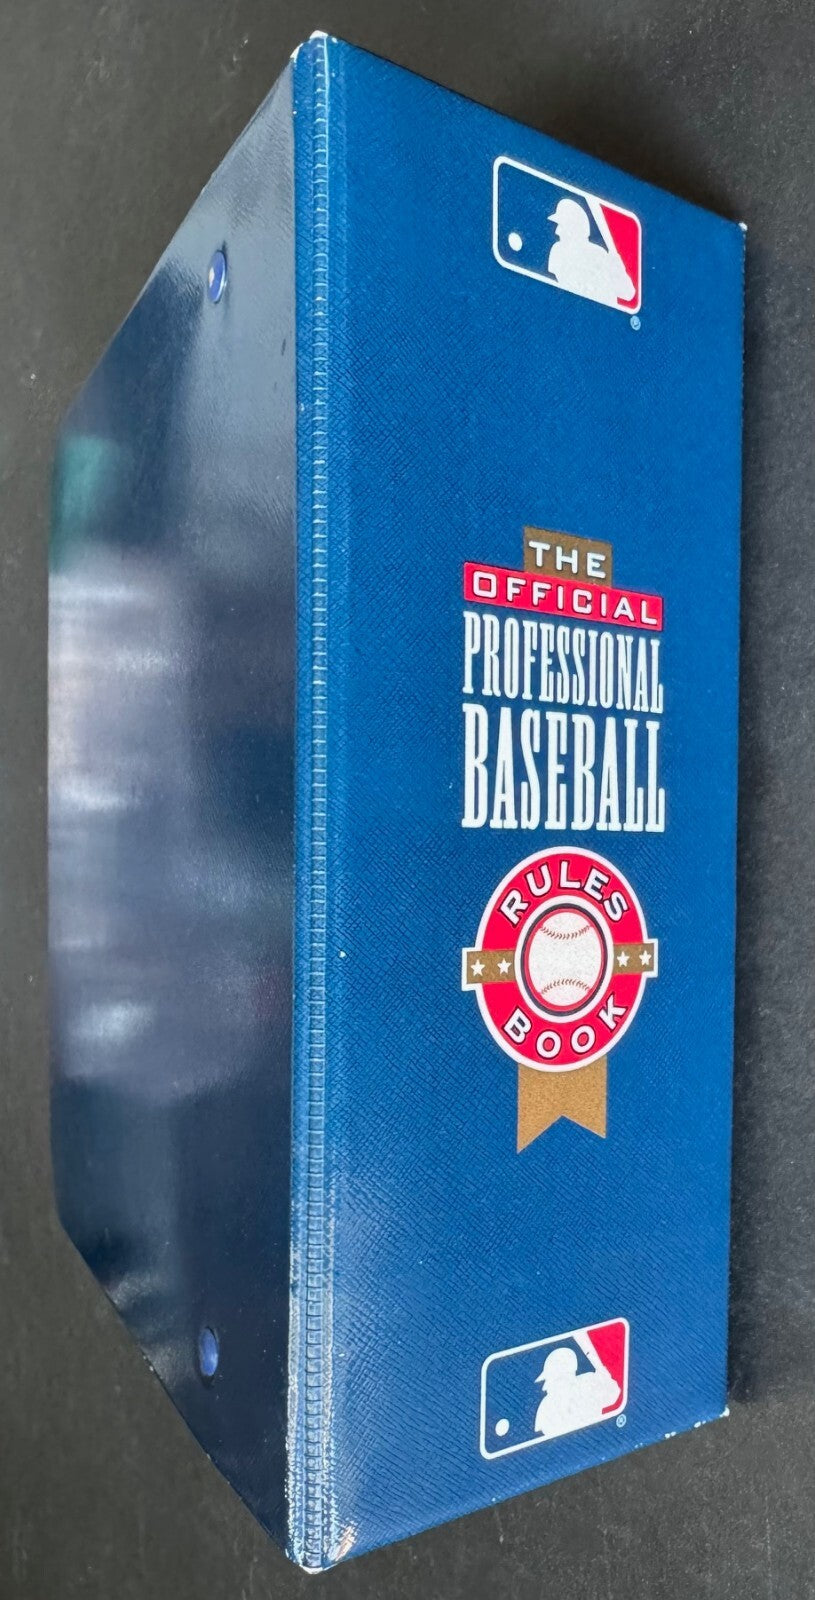 ®
THE
OFFICIAL
PROFESSIONAL
BASEBALL
RULES
BOOK
®